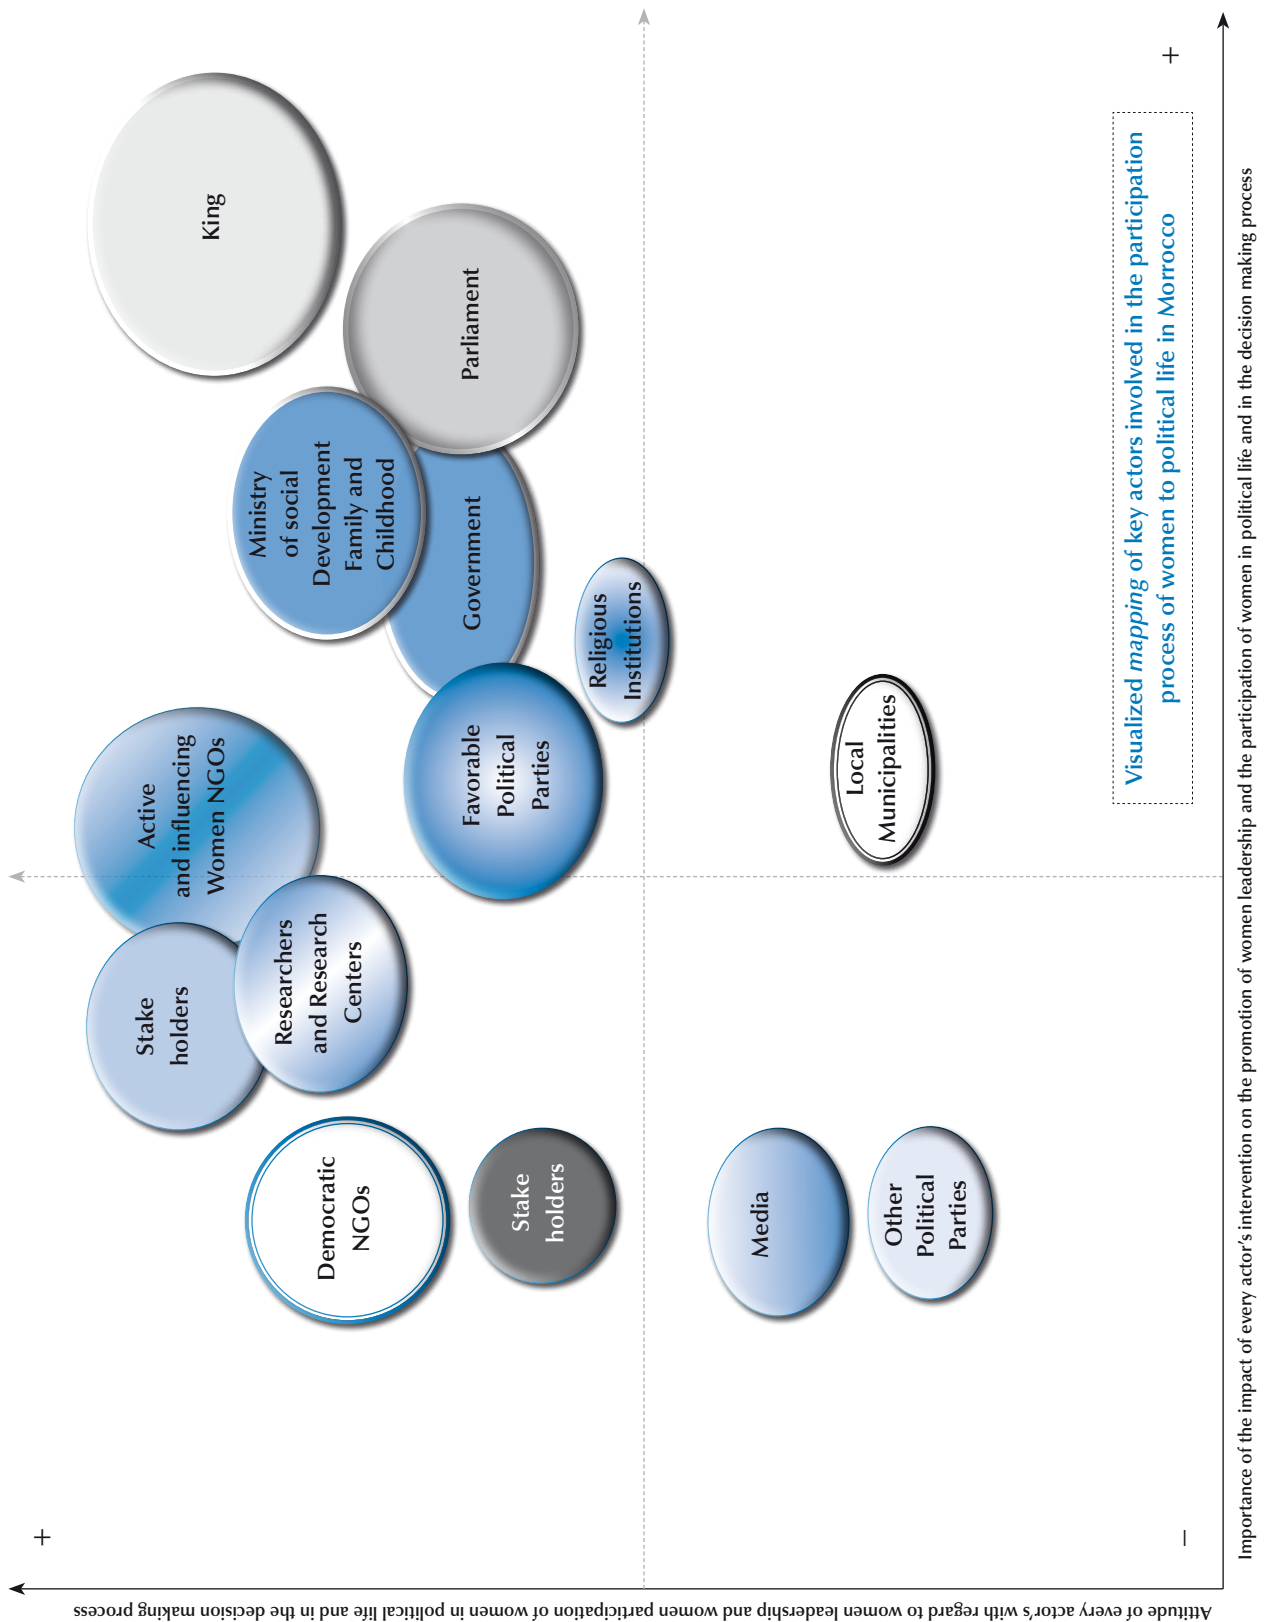 Attitude of every actor's with regard to women leadership and women participation of women in political in life and in the decision making process
+
King
Parliament
Ministry
of social
Development
Family and
Childhood
Government
Religious
Institutions
Active
and influencing
Women NGOs
Favorable
Political
Parties
Stake
holders
Researchers
and Research
Centers
Democratic
NGOs
Stake
holders
Local
Municipalities
Media
Other
Political
Parties
Visualized mapping of key actors involved in the participation
process of women to political life in Morrocco
–
+
Importance of the impact of every actor's intervention on the promotion of women leadership and the participation of women in political life and in the decision making process